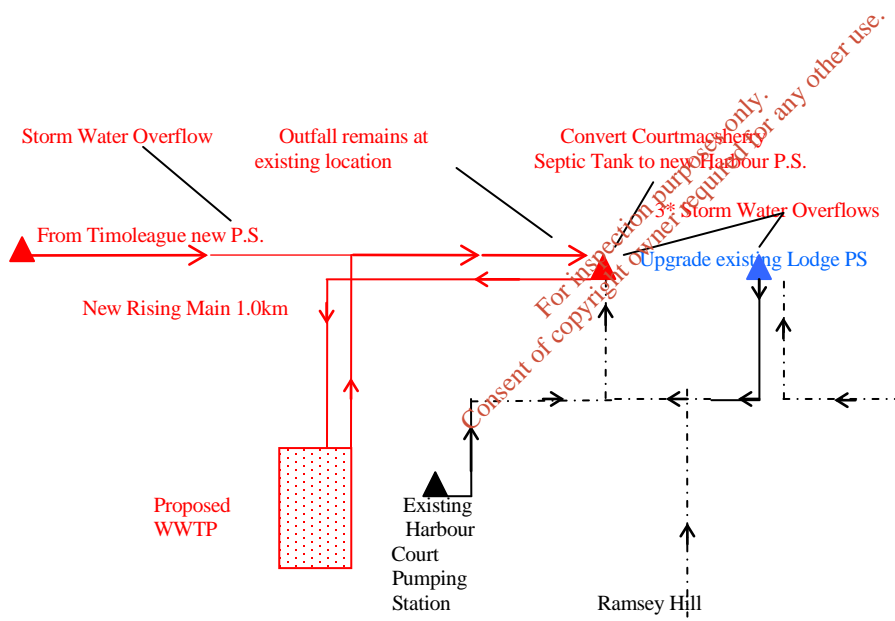 Storm Water Overflow
Outfall remains at
existing location
Convert Courtmacsherry
Septic Tank to new Harbour P.S.
3* Storm Water Overflows
From Timoleague new P.S.
Upgrade existing Lodge PS
New Rising Main 1.0km
For inspection purposes only.
Consent of copyright owner required for any other use.
Proposed
WWTP
Existing
Harbour
Court
Pumping
Station
Ramsey Hill